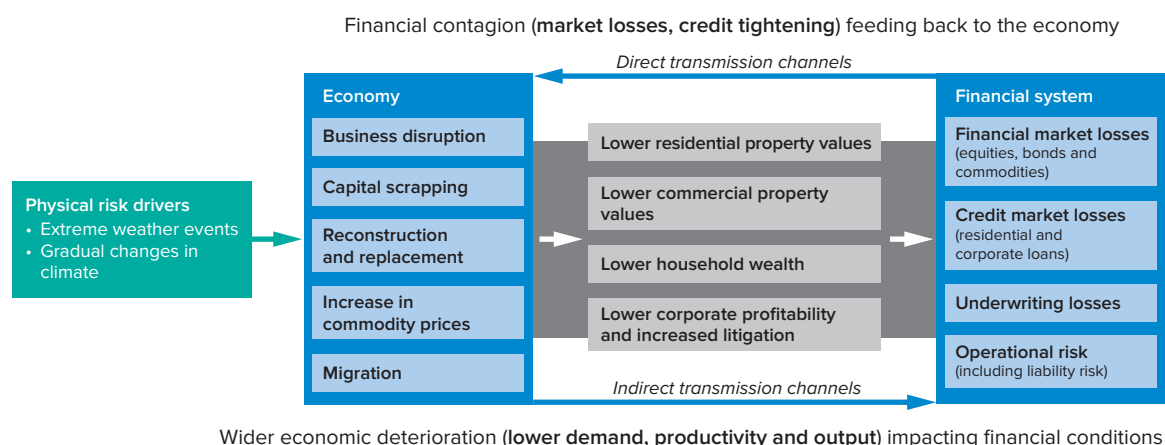 Financial contagion (market losses, credit tightening) feeding back to the economy
Direct transmission channels
Physical risk drivers
• Extreme weather events
• Gradual changes in
climate
Economy
Business disruption
Capital scrapping
Reconstruction
and replacement
Increase in
commodity prices
Migration
Lower residential property values
Lower commercial property
values
Lower household wealth
Lower corporate profitability
and increased litigation
Financial system
Financial market losses
(equities, bonds and
commodities)
Credit market losses
(residential and
corporate loans)
Underwriting losses
Operational risk
(including liability risk)
Indirect transmission channels
Wider economic deterioration (lower demand, productivity and output) impacting financial conditions